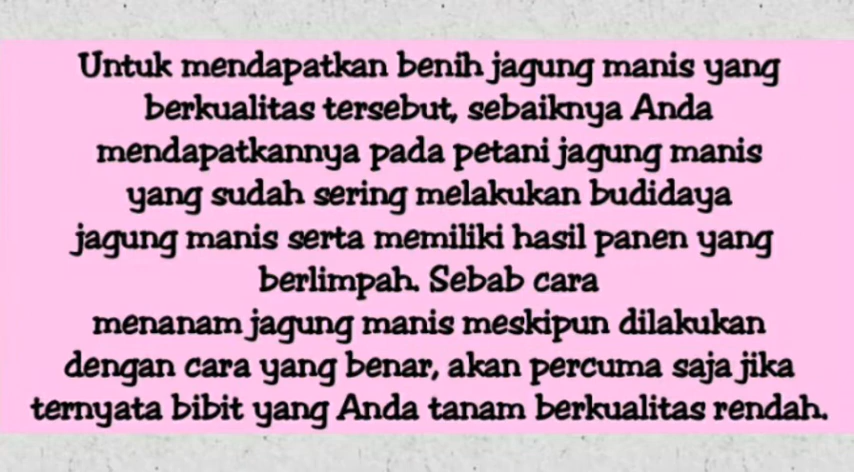 Untuk mendapatkan benih jagung manis yang
berkualitas tersebut, sebaiknya Anda
mendapatkannya pada petani jagung manis
yang sudah sering melakukan budidaya
jagung manis serta memiliki hasil panen yang
berlimpah. Sebab cara
menanam jagung manis meskipun dilakukan
dengan cara yang benar, akan percuma saja jika
ternyata bibit yang Anda tanam berkualitas rendah.